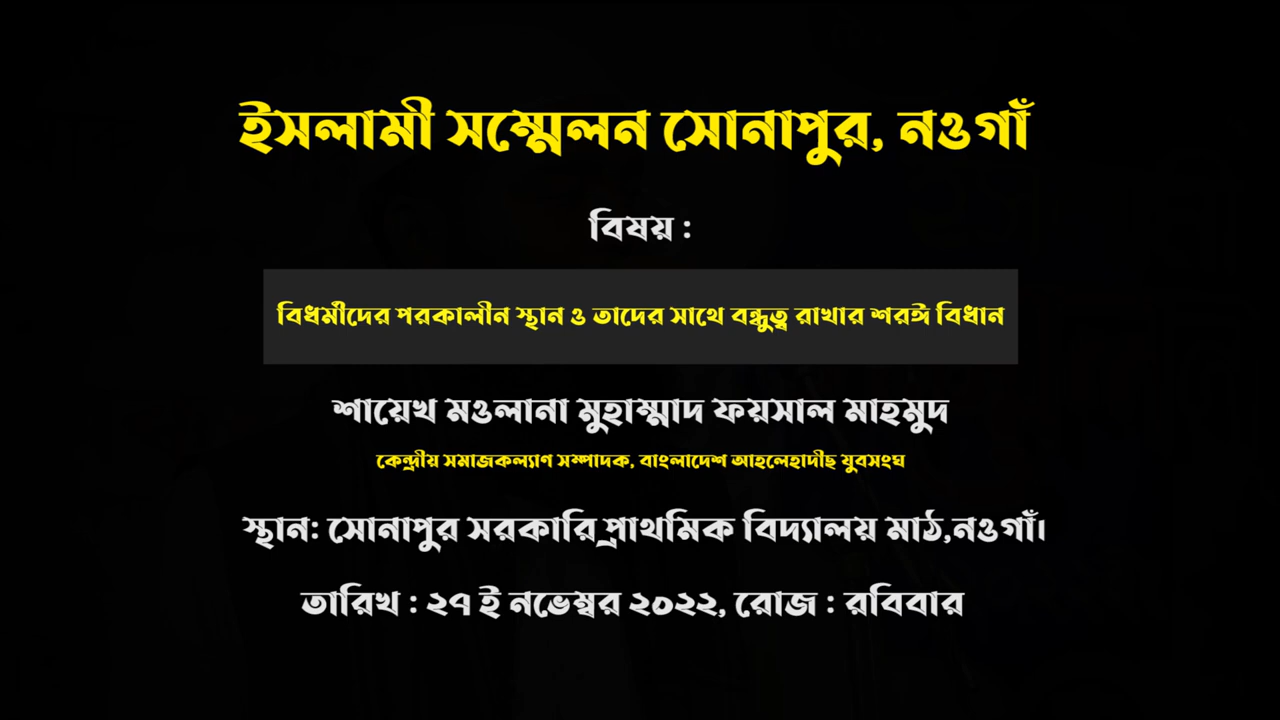 ইসলামী সম্মেলন সোনাপুর, নওগাঁ
বিষয় :
বিধর্মীদের পরকালীন স্থান ও তাদের সাথে বন্ধুত্ব রাখার শরঈ বিধান
শায়েখ মওলানা মুহাম্মাদ ফয়সাল মাহমুদ
কেন্দ্রীয় সমাজকল্যাণ সম্পাদক, বাংলাদেশ আহলেহাদীছ যুবসংঘ
স্থান: সোনাপুর সরকারি প্রাথমিক বিদ্যালয় মাঠ,নওগাঁ।
তারিখ : ২৭ ই নভেম্বর ২০২২, রোজ : রবিবার